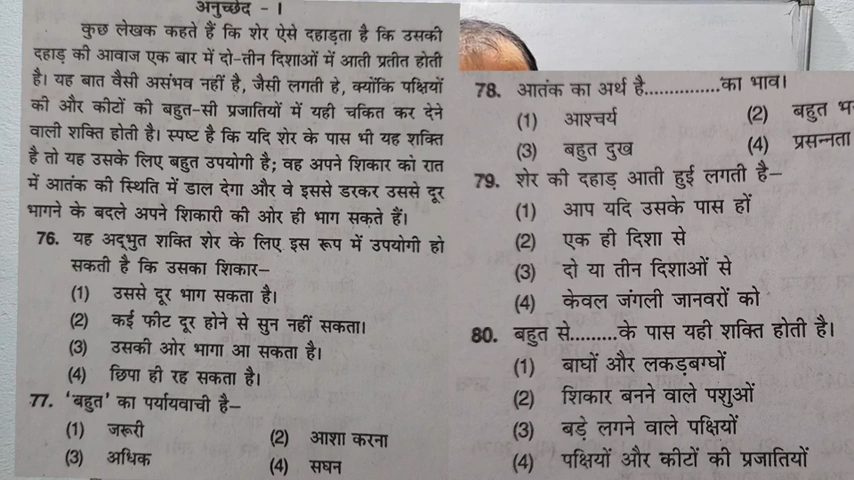 अनुच्छेद - I
कुछ लेखक कहते हैं कि शेर ऐसे दहाड़ता है कि उसकी
दहाड़ की आवाज एक बार में दो-तीन दिशाओं में आती प्रतीत होती
है। यह बात वैसी असंभव नहीं है, जैसी लगती हे, क्योंकि पक्षियों
की और कीटों की बहुत-सी प्रजातियों में यही चकित कर देने
वाली शक्ति होती है। स्पष्ट है कि यदि शेर के पास भी यह शक्ति
है तो यह उसके लिए बहुत उपयोगी है; वह अपने शिकार को रात
में आतंक की स्थिति में डाल देगा और वे इससे डरकर उससे दूर
भागने के बदले अपने शिकारी की ओर ही भाग सकते हैं।
76. यह अद्भुत शक्ति शेर के लिए इस रूप में उपयोगी हो
सकती है कि उसका शिकार–
(1) उससे दूर भाग सकता है।
(2) कई फीट दूर होने से सुन नहीं सकता।
(3) उसकी ओर भागा आ सकता है।
(4) छिपा ही रह सकता है।
77. 'बहुत' का पर्यायवाची है–
(1) जरूरी (2) आशा करना
(3) अधिक (4) सघन
78. आतंक का अर्थ है...............का भाव।
(1) आश्चर्य (2) बहुत
(3) बहुत दुख (4) प्रसन्नता
79. शेर की दहाड़ आती हुई लगती है–
(1) आप यदि उसके पास हों
(2) एक ही दिशा से
(3) दो या तीन दिशाओं से
(4) केवल जंगली जानवरों को
80. बहुत से.........के पास यही शक्ति होती है।
(1) बाघों और लकड़बग्घों
(2) शिकार बनने वाले पशुओं
(3) बड़े लगने वाले पक्षियों
(4) पक्षियों और कीटों की प्रजातियों